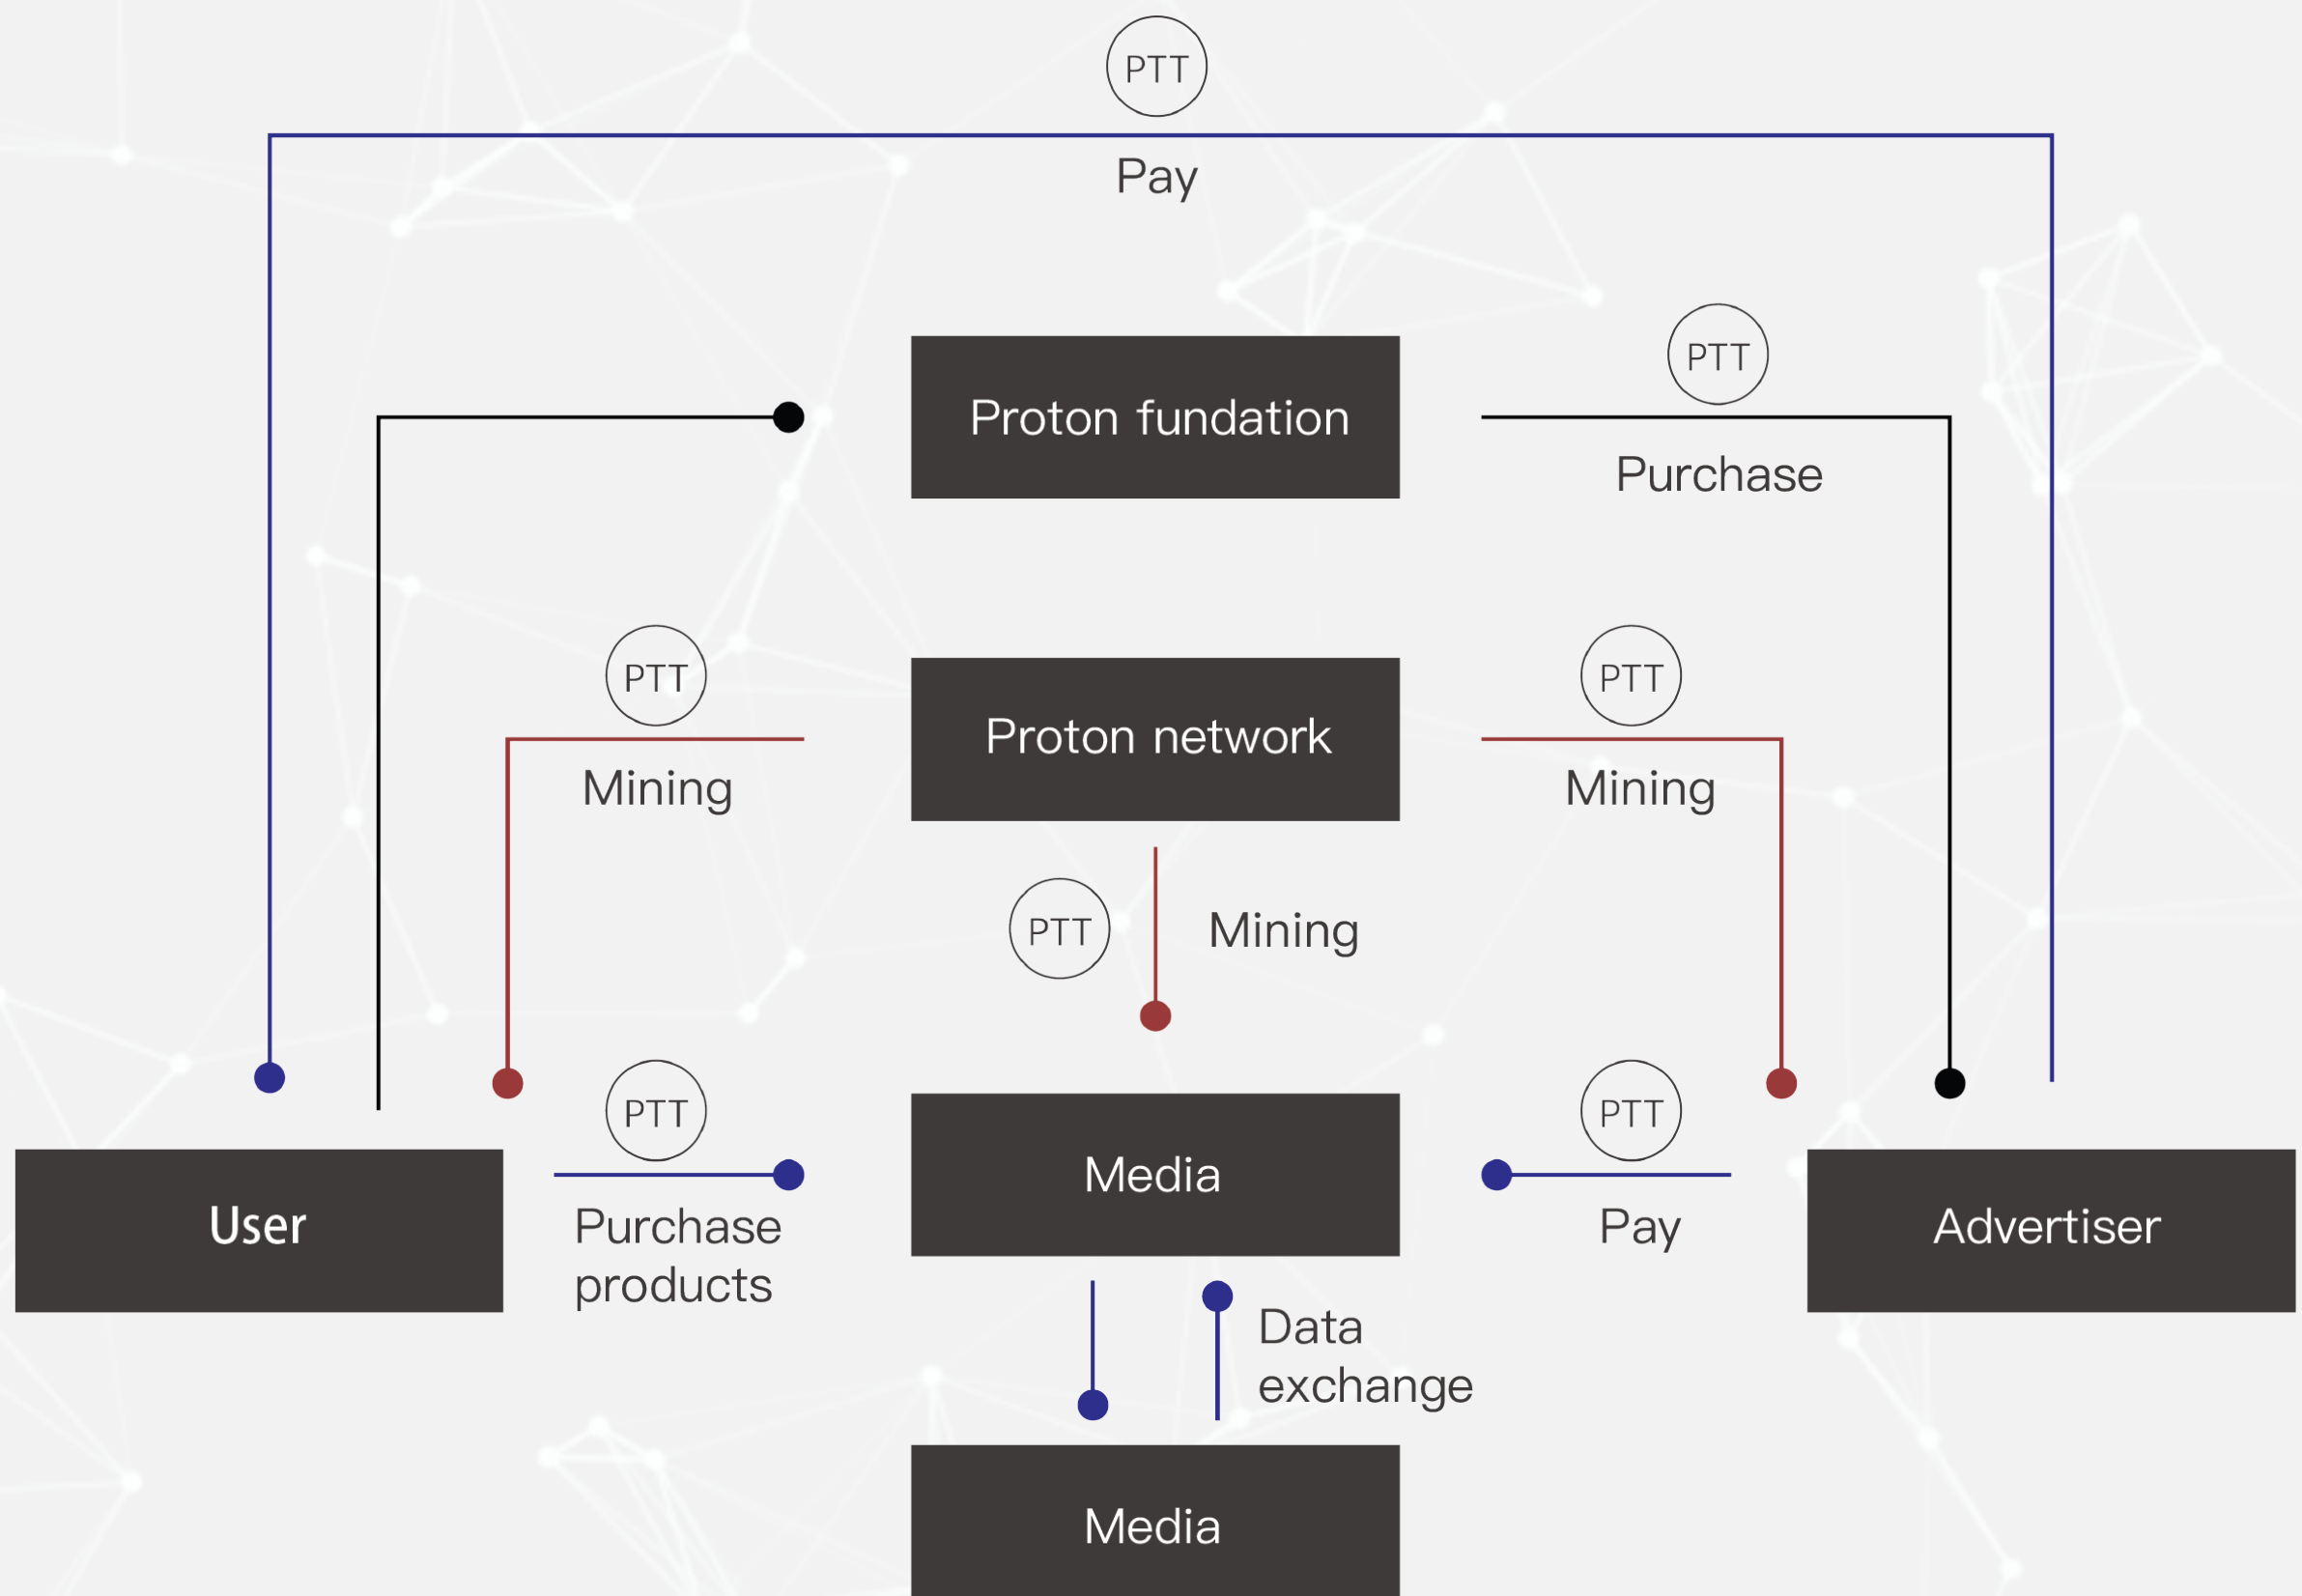 PTT
Pay
Proton fundation
PTT
Purchase
PTT
Mining
Proton network
PTT
Mining
PTT
Mining
User
PTT
Purchase
products
Media
PTT
Pay
Advertiser
Data
exchange
Media